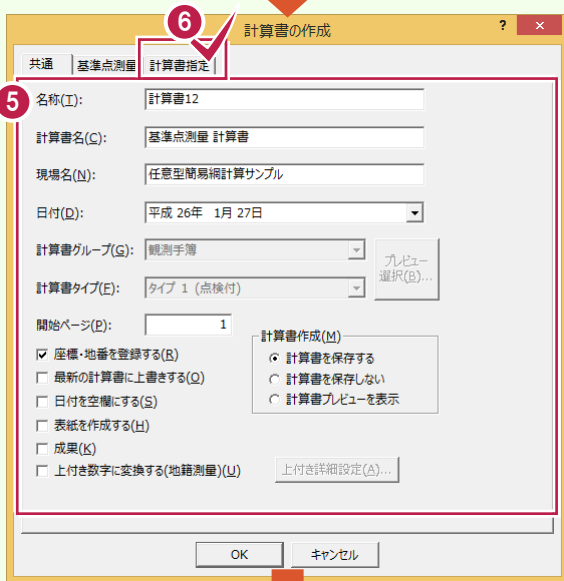 6
計算書の作成
? ×
共通 基準点測量 計算書指定
5
名称(T): 計算書12
計算書名(C): 基準点測量 計算書
現場名(N): 任意型簡易網計算サンプル
日付(D): 平成 26年 1月 27日
計算書グループ(G): 観測手簿
プレビュー
選択(B)...
計算書タイプ(F): タイプ 1 (点検付)
開始ページ(P): 1
計算書作成(M)
座標・地番を登録する(R)
計算書を保存する
最新の計算書に上書きする(O)
計算書を保存しない
日付を空欄にする(S)
計算書プレビューを表示
表紙を作成する(H)
成果(K)
上付き数字に変換する(地籍測量)(U)
上付き詳細設定(A)...
OK キャンセル